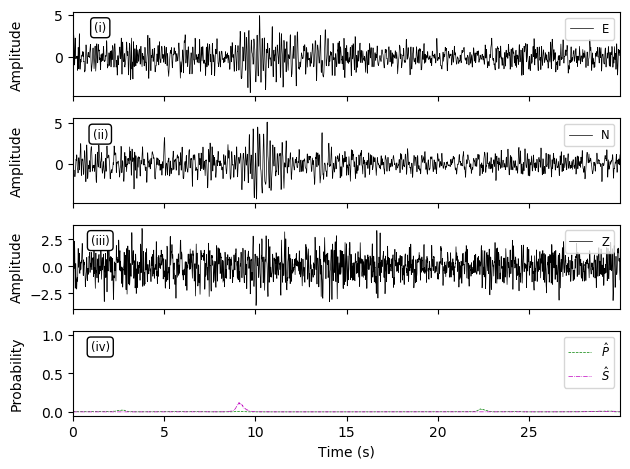 5
0
Amplitude
(i)
E
5
0
Amplitude
(ii)
N
2.5
0.0
−2.5
Amplitude
(iii)
Z
1.0
0.5
0.0
Probability
(iv)
P̂
Ŝ
0 5 10 15 20 25
Time (s)